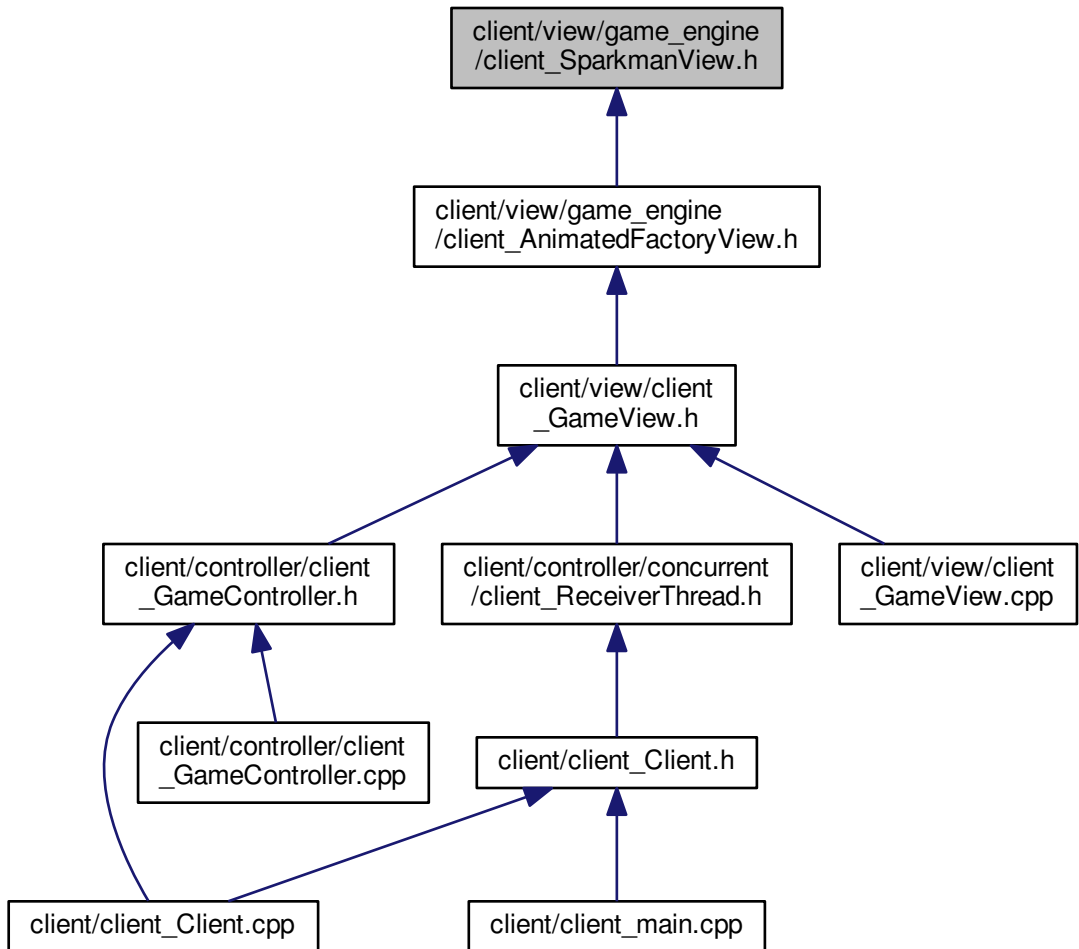 client/view/game_engine
/client_SparkmanView.h
client/view/game_engine
/client_AnimatedFactoryView.h
client/view/client
_GameView.h
client/controller/client
_GameController.h
client/controller/concurrent
/client_ReceiverThread.h
client/view/client
_GameView.cpp
client/controller/client
_GameController.cpp
client/client_Client.h
client/client_Client.cpp
client/client_main.cpp